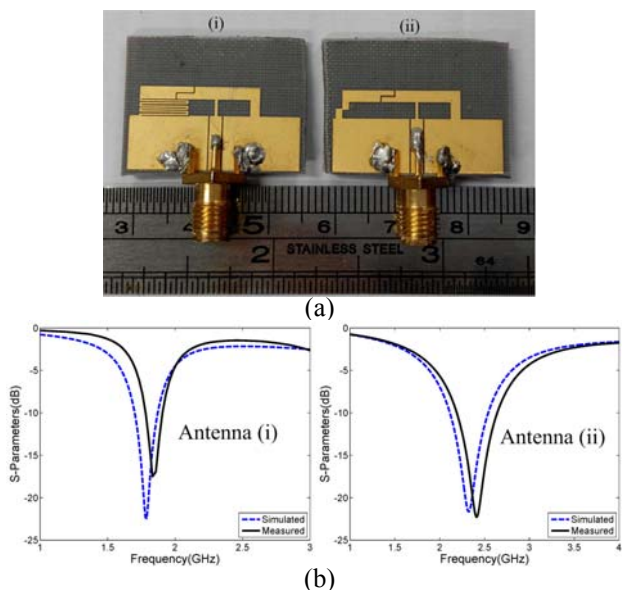 (i) (ii)
3 4 5 6 7 8 9
2 STAINLESS STEEL 3 64
(a)
0
-5
-10
-15
-20
-25
S-Parameters(dB)
Antenna (i)
Simulated
Measured
1 1.5 2 2.5 3
Frequency(GHz)
0
-5
-10
-15
-20
-25
S-Parameters(dB)
Antenna (ii)
Simulated
Measured
1 1.5 2 2.5 3 3.5 4
Frequency(GHz)
(b)